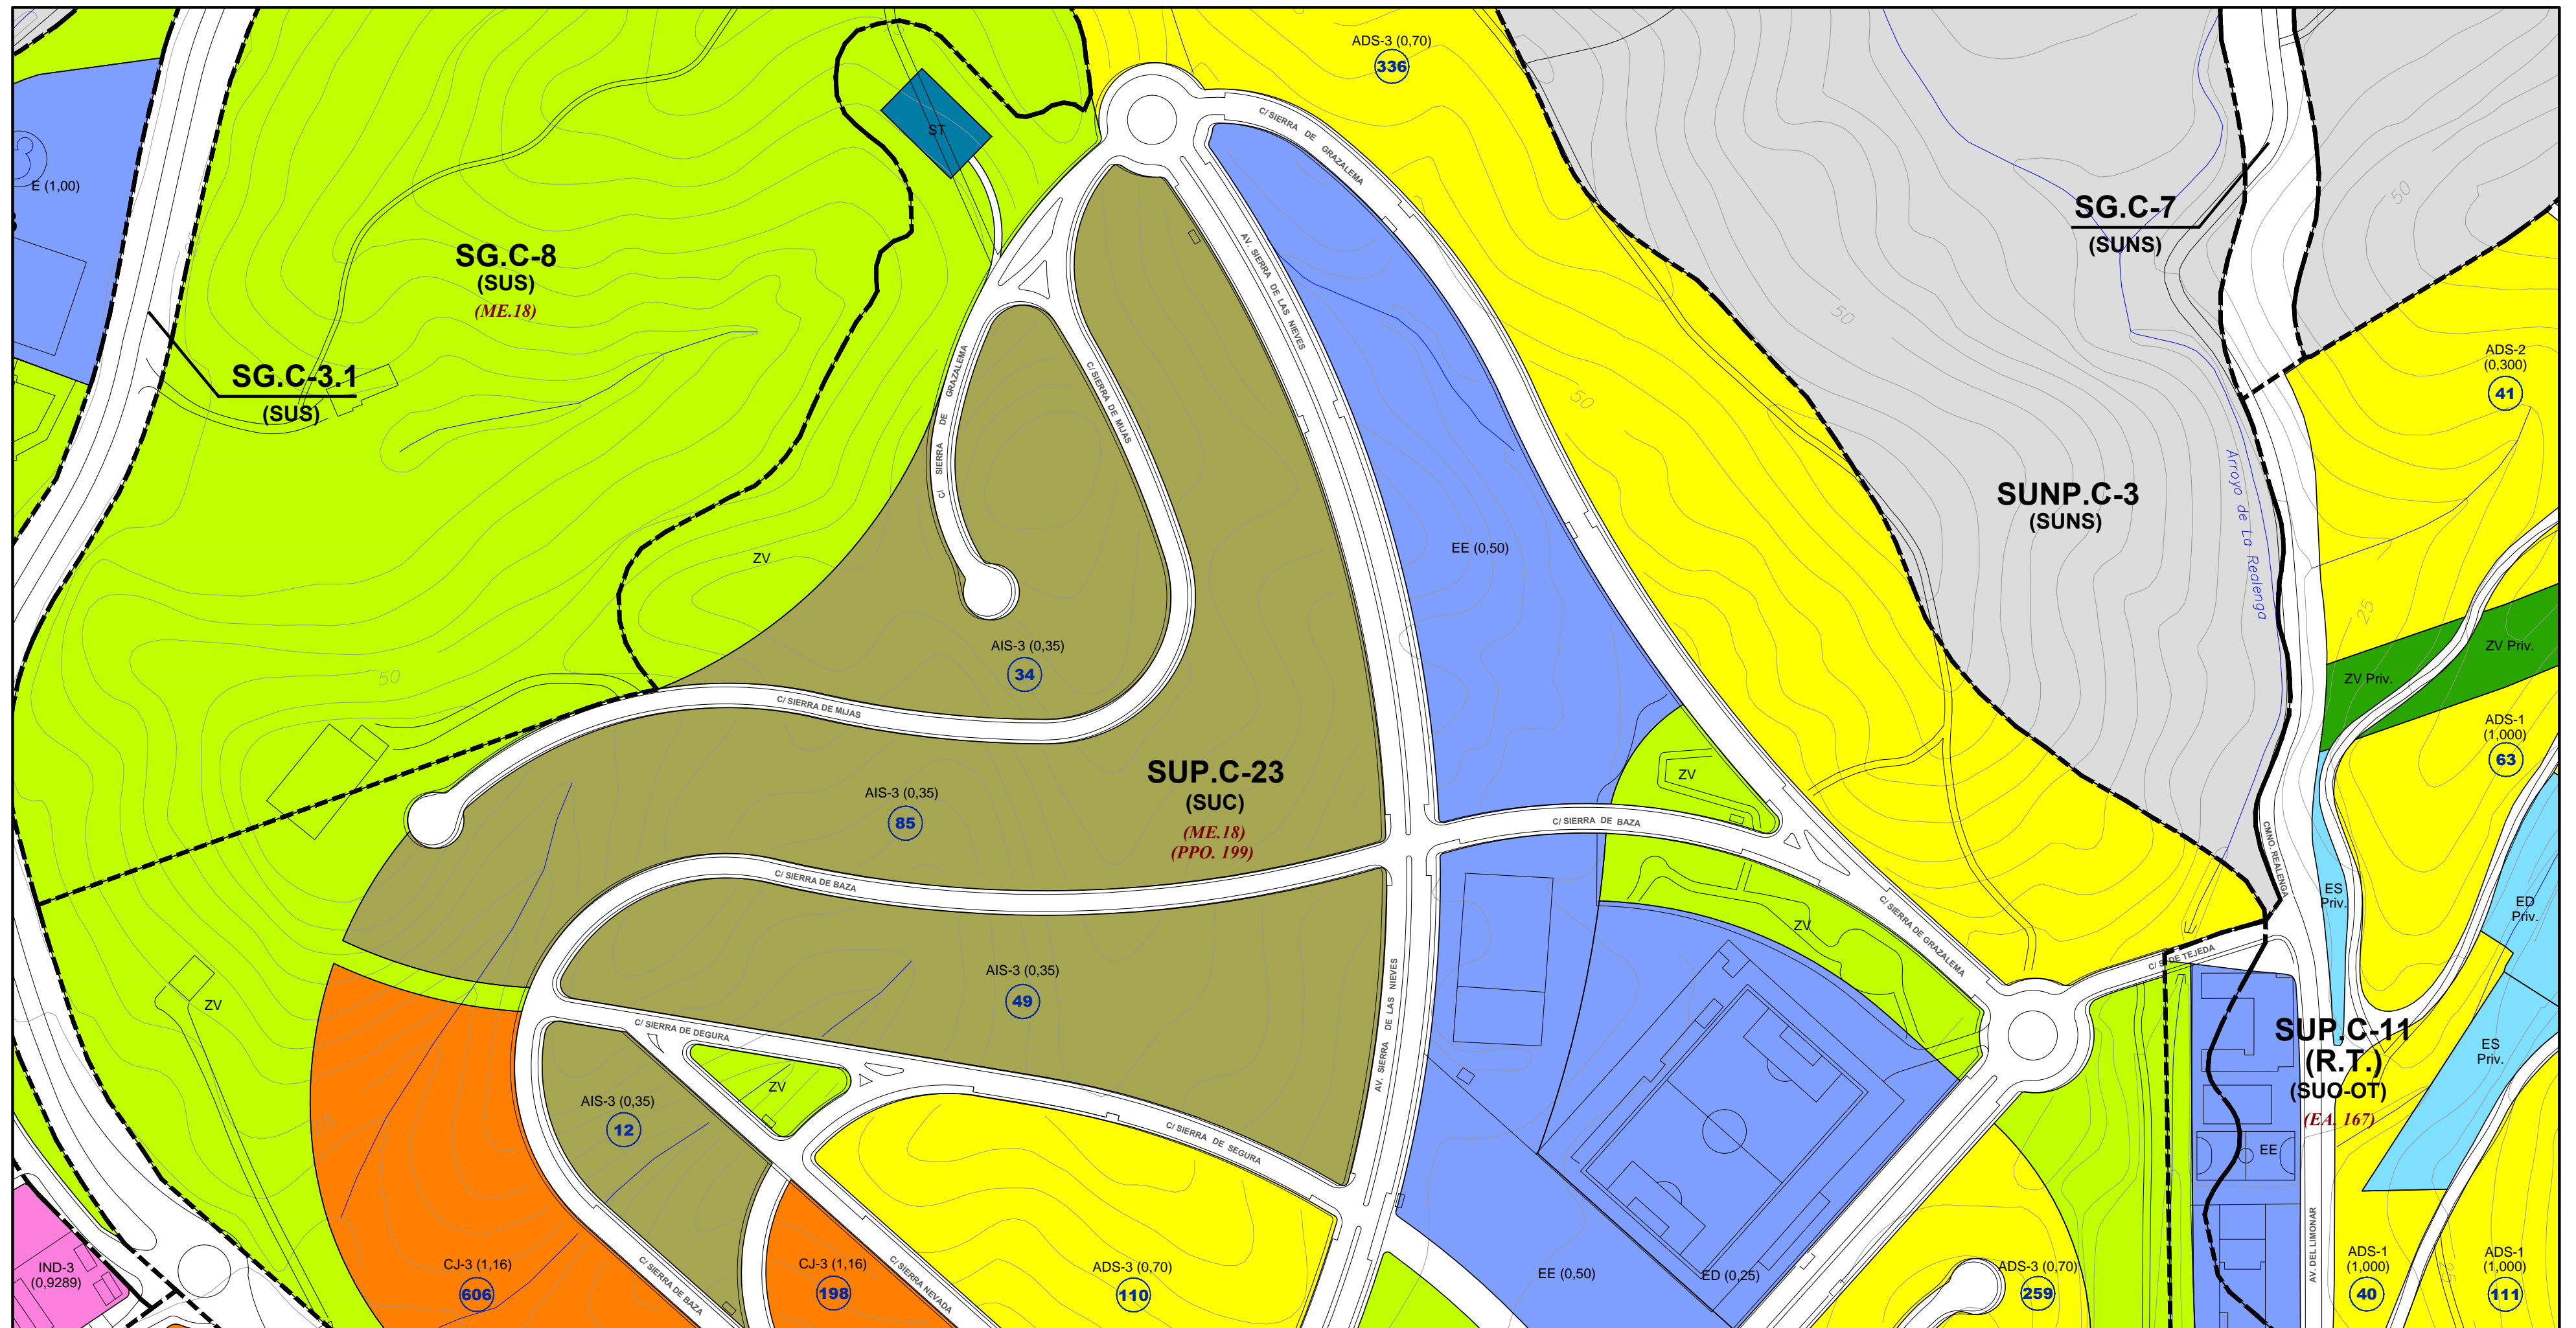 ADS-3 (0,70)
336
ST
C/ SIERRA DE GRAZALEMA
E (1,00)
3
SG.C-8
(SUS)
(ME.18)
SG.C-7
(SUNS)
50
AV. SIERRA DE LAS NIEVES
50
SG.C-3.1
(SUS)
C/ SIERRA DE GRAZALEMA
C/ SIERRA DE MIJAS
50
ADS-2
(0,300)
41
SUNP.C-3
(SUNS)
Arroyo de La Realenga
ZV
EE (0,50)
25
AIS-3 (0,35)
34
50
ZV Priv.
ZV Priv.
C/ SIERRA DE MIJAS
ADS-1
(1,000)
63
SUP.C-23
(SUC)
(ME.18)
(PPO. 199)
ZV
AIS-3 (0,35)
85
C/ SIERRA DE BAZA
CMNO. REALENGA
C/ SIERRA DE BAZA
ES
Priv.
ED
Priv.
ZV
C/ SIERRA DE GRAZALEMA
C/ S. DE TEJEDA
AIS-3 (0,35)
49
ZV
C/ SIERRA DE DEGURA
AV. SIERRA DE LAS NIEVES
SUP.C-11
(R.T.)
(SUO-OT)
(EA. 167)
ES
Priv.
ZV
AIS-3 (0,35)
12
C/ SIERRA DE SEGURA
EE
IND-3
(0,9289)
CJ-3 (1,16)
606
C/ SIERRA DE BAZA
CJ-3 (1,16)
198
C/ SIERRA NEVADA
ADS-3 (0,70)
110
EE (0,50)
ED (0,25)
ADS-3 (0,70)
259
AV. DEL LIMONAR
ADS-1
(1,000)
40
25
ADS-1
(1,000)
111